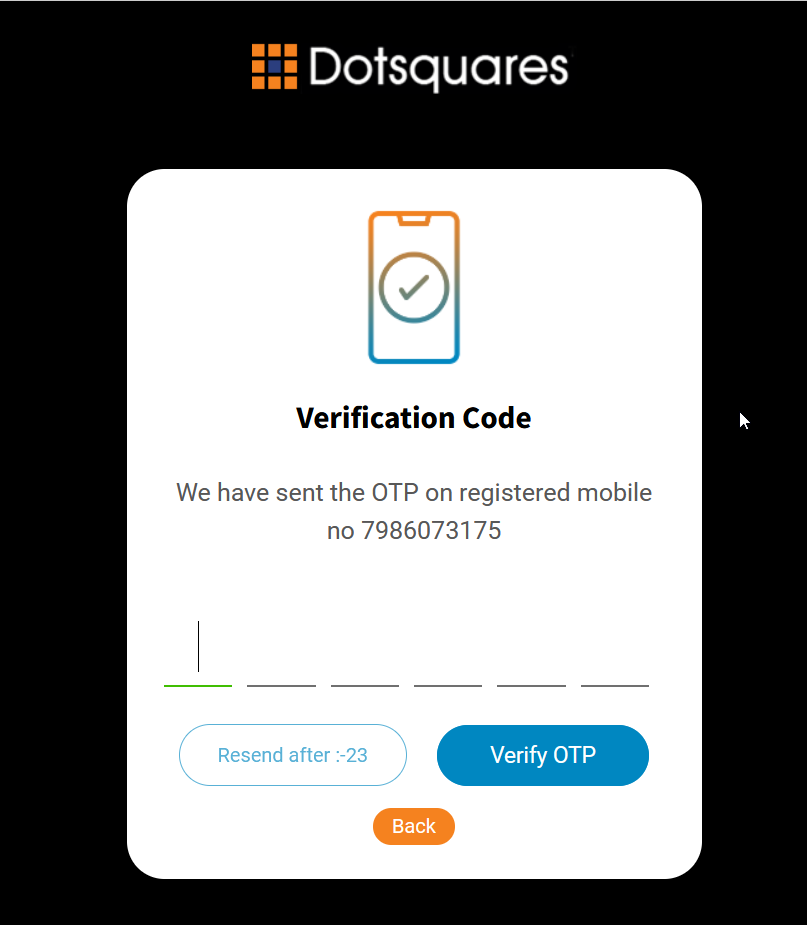 Dotsquares
Verification Code
We have sent the OTP on registered mobile
no 7986073175
Resend after :-23
Verify OTP
Back